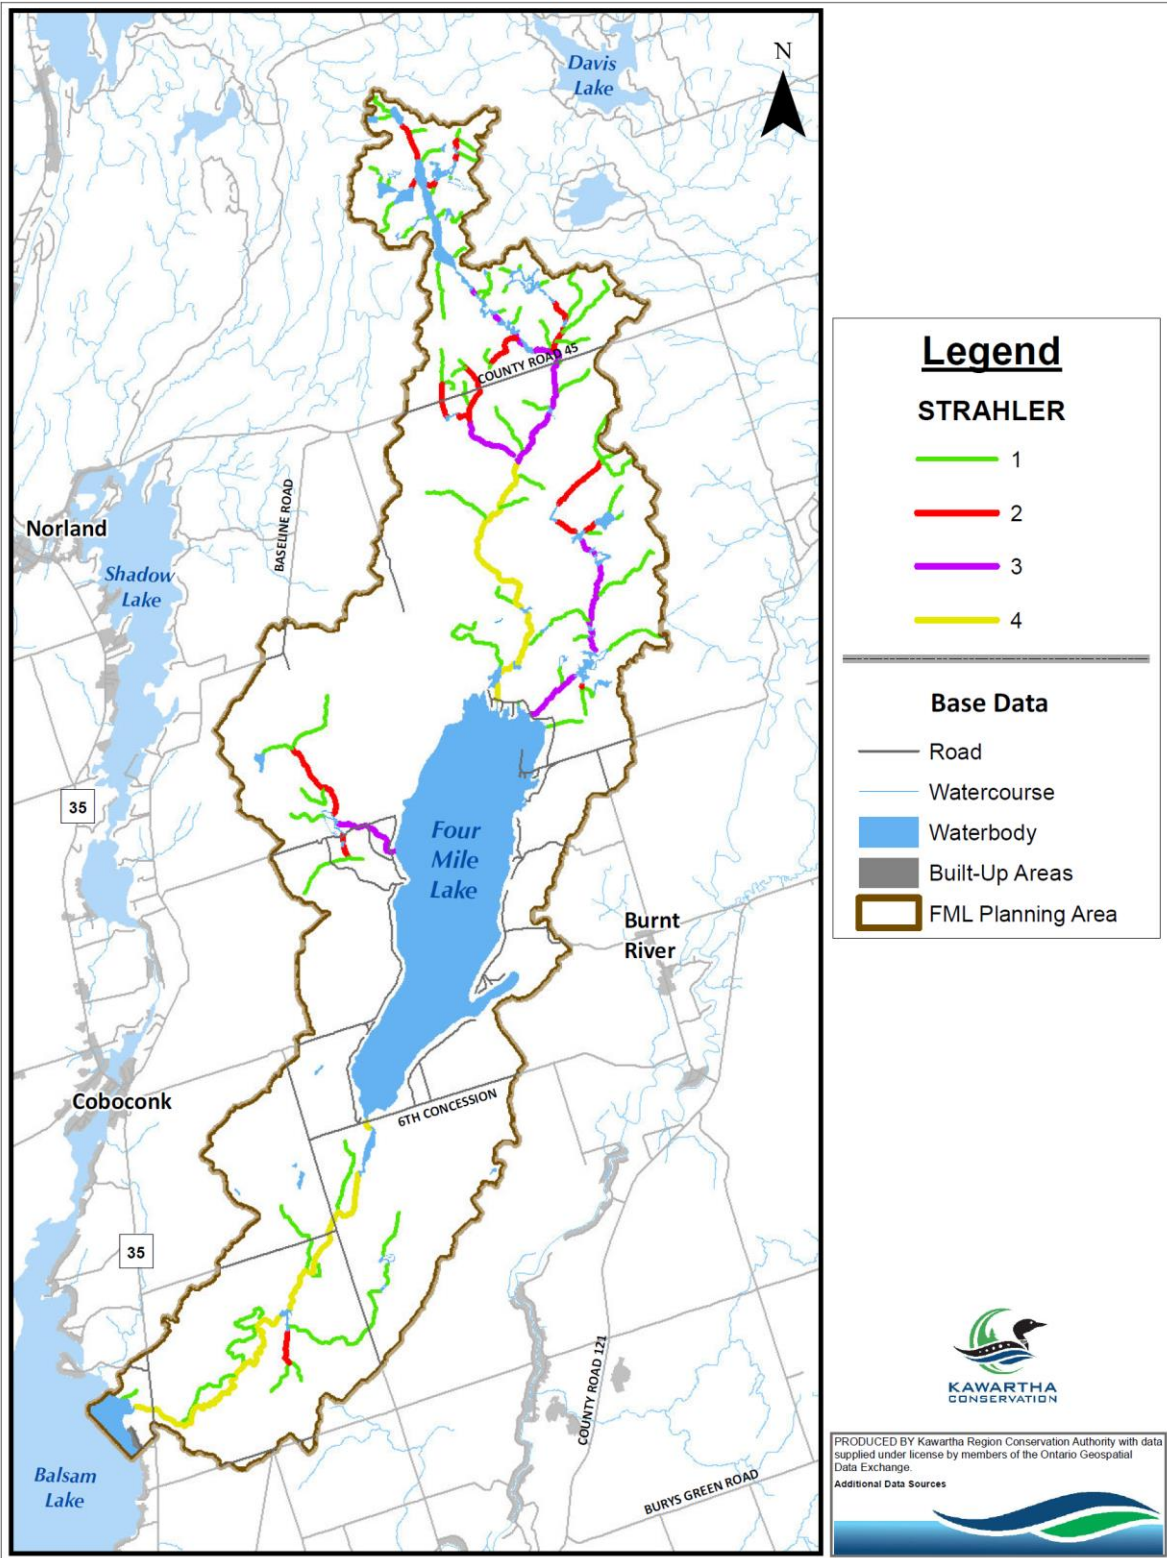 N
Davis
Lake
COUNTY ROAD 45
BASELINE ROAD
Norland
Shadow
Lake
35
Four
Mile
Lake
Burnt
River
Coboconk
6TH CONCESSION
35
COUNTY ROAD 121
Balsam
Lake
BURYS GREEN ROAD
Legend
STRAHLER
1
2
3
4
Base Data
Road
Watercourse
Waterbody
Built-Up Areas
FML Planning Area
KAWARTHA
CONSERVATION
PRODUCED BY Kawartha Region Conservation Authority with data
supplied under license by members of the Ontario Geospatial
Data Exchange.
Additional Data Sources